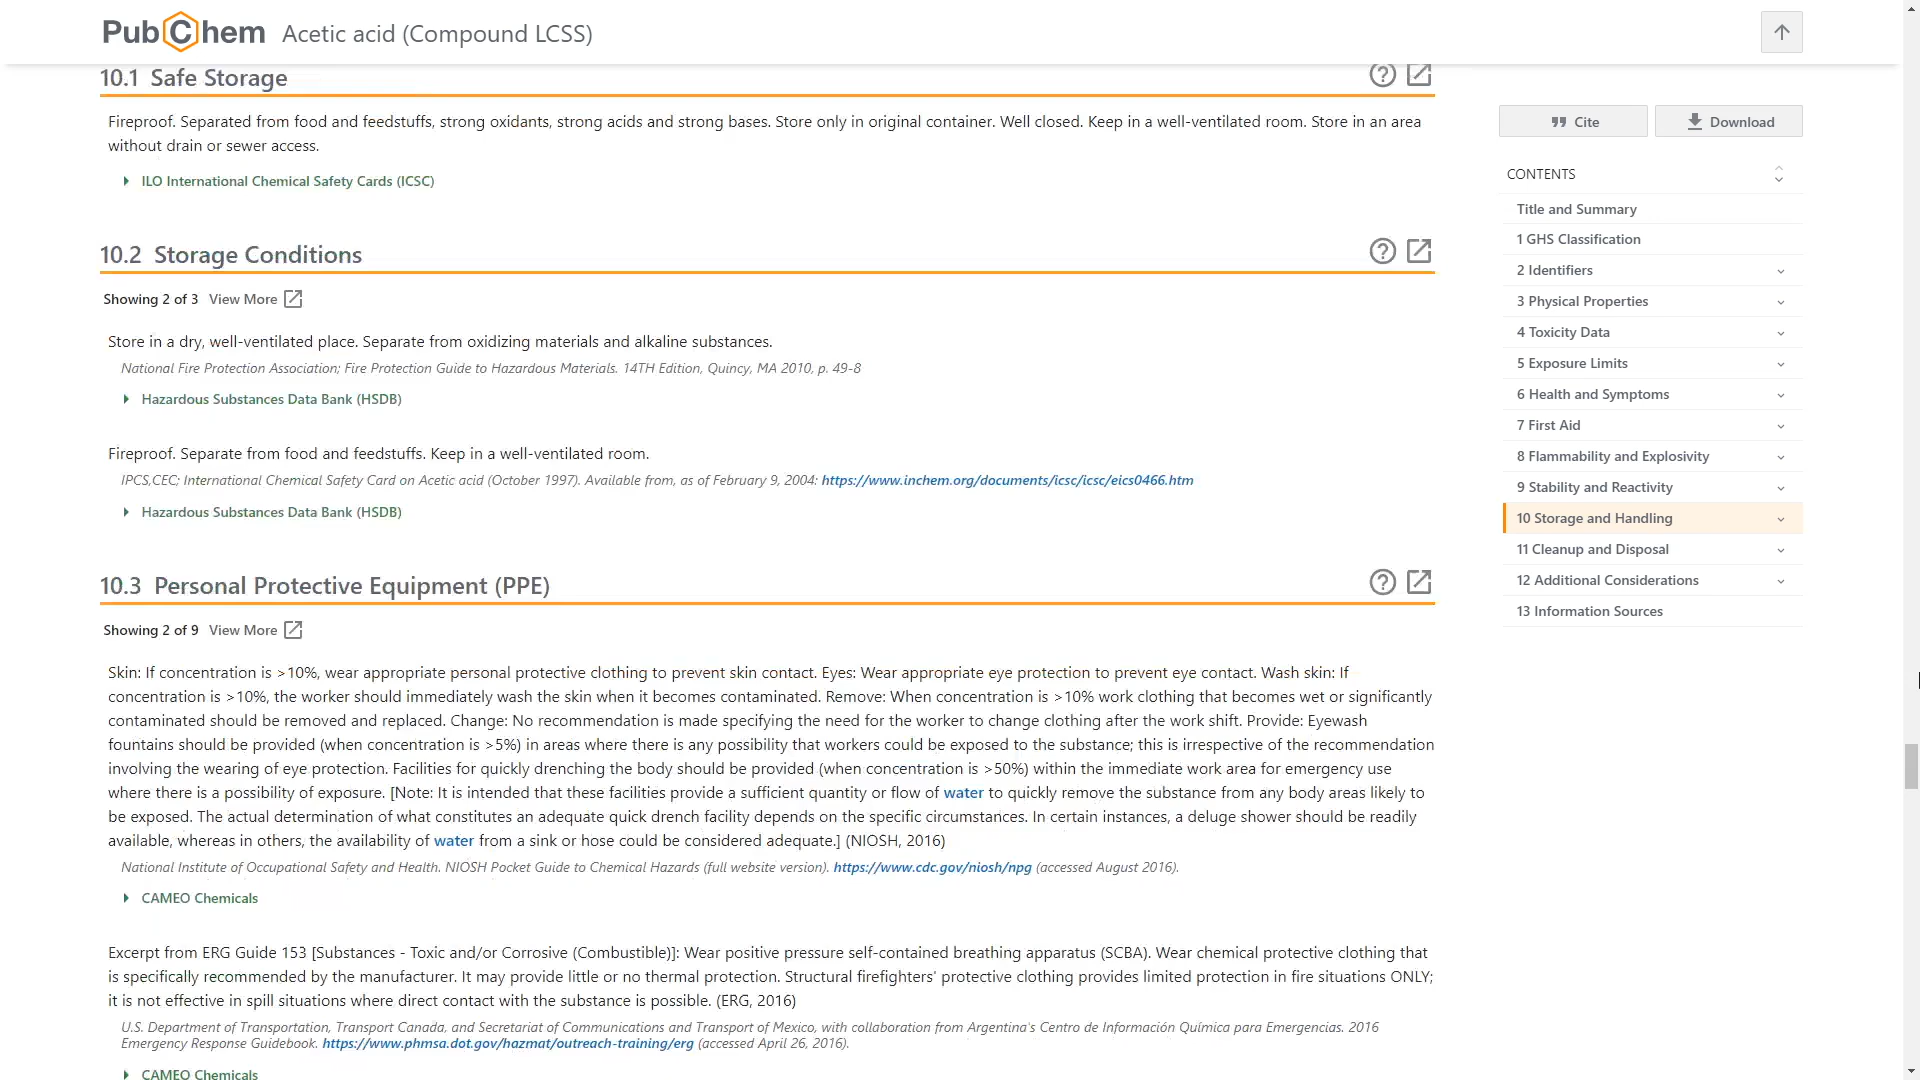 PubChem Acetic acid (Compound LCSS)
10.1 Safe Storage
Fireproof. Separated from food and feedstuffs, strong oxidants, strong acids and strong bases. Store only in original container. Well closed. Keep in a well-ventilated room. Store in an area
without drain or sewer access.
ILO International Chemical Safety Cards (ICSC)
10.2 Storage Conditions
Showing 2 of 3 View More
Store in a dry, well-ventilated place. Separate from oxidizing materials and alkaline substances.
National Fire Protection Association; Fire Protection Guide to Hazardous Materials. 14TH Edition, Quincy, MA 2010, p. 49-8
Hazardous Substances Data Bank (HSDB)
Fireproof. Separate from food and feedstuffs. Keep in a well-ventilated room.
IPCS,CEC; International Chemical Safety Card on Acetic acid (October 1997). Available from, as of February 9, 2004: https://www.inchem.org/documents/icsc/icsc/eics0466.htm
Hazardous Substances Data Bank (HSDB)
10.3 Personal Protective Equipment (PPE)
Showing 2 of 9 View More
Skin: If concentration is >10%, wear appropriate personal protective clothing to prevent skin contact. Eyes: Wear appropriate eye protection to prevent eye contact. Wash skin: If
concentration is >10%, the worker should immediately wash the skin when it becomes contaminated. Remove: When concentration is >10% work clothing that becomes wet or significantly
contaminated should be removed and replaced. Change: No recommendation is made specifying the need for the worker to change clothing after the work shift. Provide: Eyewash
fountains should be provided (when concentration is >5%) in areas where there is any possibility that workers could be exposed to the substance; this is irrespective of the recommendation
involving the wearing of eye protection. Facilities for quickly drenching the body should be provided (when concentration is >50%) within the immediate work area for emergency use
where there is a possibility of exposure. [Note: It is intended that these facilities provide a sufficient quantity or flow of water to quickly remove the substance from any body areas likely to
be exposed. The actual determination of what constitutes an adequate quick drench facility depends on the specific circumstances. In certain instances, a deluge shower should be readily
available, whereas in others, the availability of water from a sink or hose could be considered adequate.] (NIOSH, 2016)
National Institute of Occupational Safety and Health. NIOSH Pocket Guide to Chemical Hazards (full website version). https://www.cdc.gov/niosh/npg (accessed August 2016).
CAMEO Chemicals
Excerpt from ERG Guide 153 [Substances - Toxic and/or Corrosive (Combustible)]: Wear positive pressure self-contained breathing apparatus (SCBA). Wear chemical protective clothing that
is specifically recommended by the manufacturer. It may provide little or no thermal protection. Structural firefighters' protective clothing provides limited protection in fire situations ONLY;
it is not effective in spill situations where direct contact with the substance is possible. (ERG, 2016)
U.S. Department of Transportation, Transport Canada, and Secretariat of Communications and Transport of Mexico, with collaboration from Argentina's Centro de Información Química para Emergencias. 2016
Emergency Response Guidebook. https://www.phmsa.dot.gov/hazmat/outreach-training/erg (accessed April 26, 2016).
CAMEO Chemicals
Cite
Download
CONTENTS
Title and Summary
1 GHS Classification
2 Identifiers
3 Physical Properties
4 Toxicity Data
5 Exposure Limits
6 Health and Symptoms
7 First Aid
8 Flammability and Explosivity
9 Stability and Reactivity
10 Storage and Handling
11 Cleanup and Disposal
12 Additional Considerations
13 Information Sources